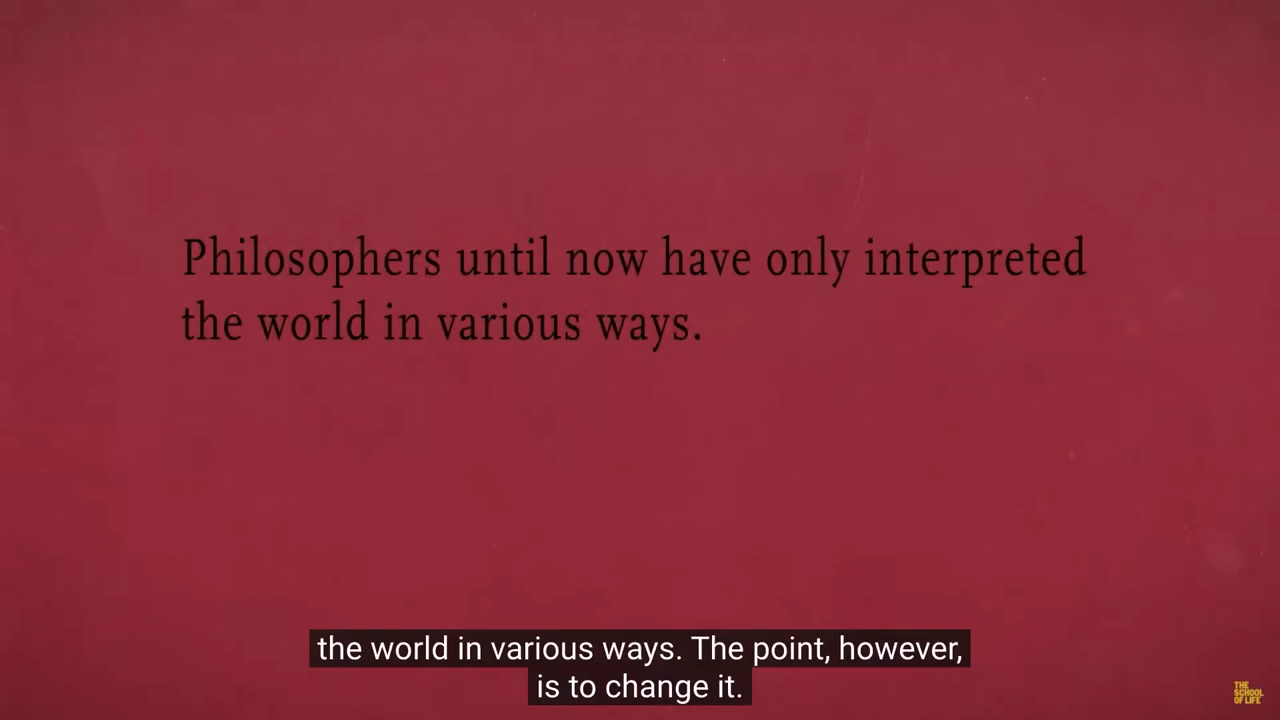 Philosophers until now have only interpreted
the world in various ways.
the world in various ways. The point, however,
is to change it.
THE
SCHOOL
OF LIFE